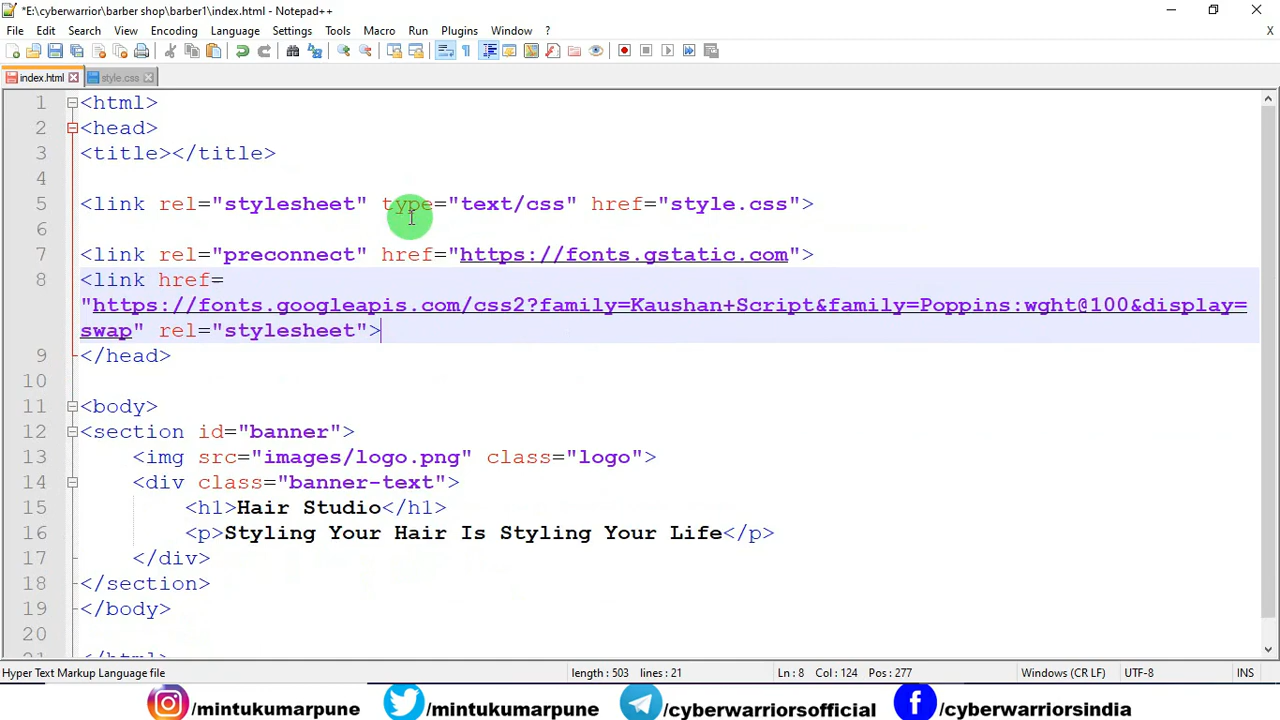 *E:\cyberwarrior\barber shop\barber1\index.html - Notepad++
File Edit Search View Encoding Language Settings Tools Macro Run Plugins Window ? X
index.html style.css
1 <html>
2 <head>
3 <title></title>
4
5 <link rel="stylesheet" type="text/css" href="style.css">
6
7 <link rel="preconnect" href="https://fonts.gstatic.com">
8 <link href=
"https://fonts.googleapis.com/css2?family=Kaushan+Script&family=Poppins:wght@100&display=
swap" rel="stylesheet">
9 </head>
10
11 <body>
12 <section id="banner">
13 <img src="images/logo.png" class="logo">
14 <div class="banner-text">
15 <h1>Hair Studio</h1>
16 <p>Styling Your Hair Is Styling Your Life</p>
17 </div>
18 </section>
19 </body>
20
</html>
Hyper Text Markup Language file length : 503 lines : 21 Ln : 8 Col : 124 Pos : 277 Windows (CR LF) UTF-8 INS
/mintukumarpune /mintukumarpune /cyberwarriorsofficial /cyberwarriorsindia